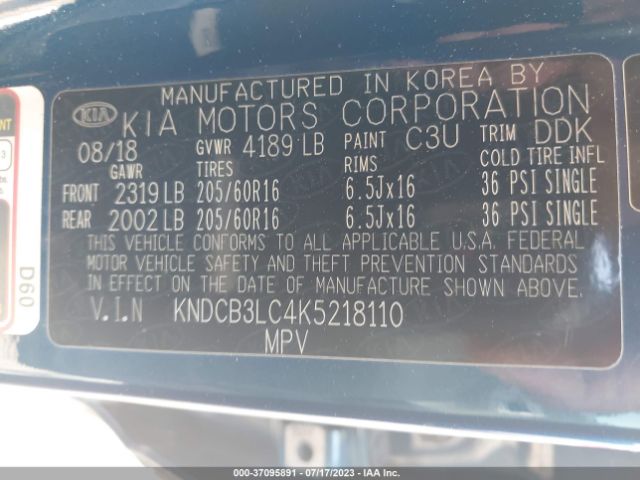 MANUFACTURED IN KOREA BY
KIA KIA MOTORS CORPORATION
08/18 GVWR 4189 LB PAINT C3U TRIM DDK
GAWR TIRES RIMS COLD TIRE INFL
FRONT 2319 LB 205/60R16 6.5Jx16 36 PSI SINGLE
REAR 2002 LB 205/60R16 6.5Jx16 36 PSI SINGLE
THIS VEHICLE CONFORMS TO ALL APPLICABLE U.S.A. FEDERAL
MOTOR VEHICLE SAFETY AND THEFT PREVENTION STANDARDS
IN EFFECT ON THE DATE OF MANUFACTURE SHOWN ABOVE.
V.I.N KNDCB3LC4K5218110
MPV
D60
000-37095891 - 07/17/2023 - IAA Inc.